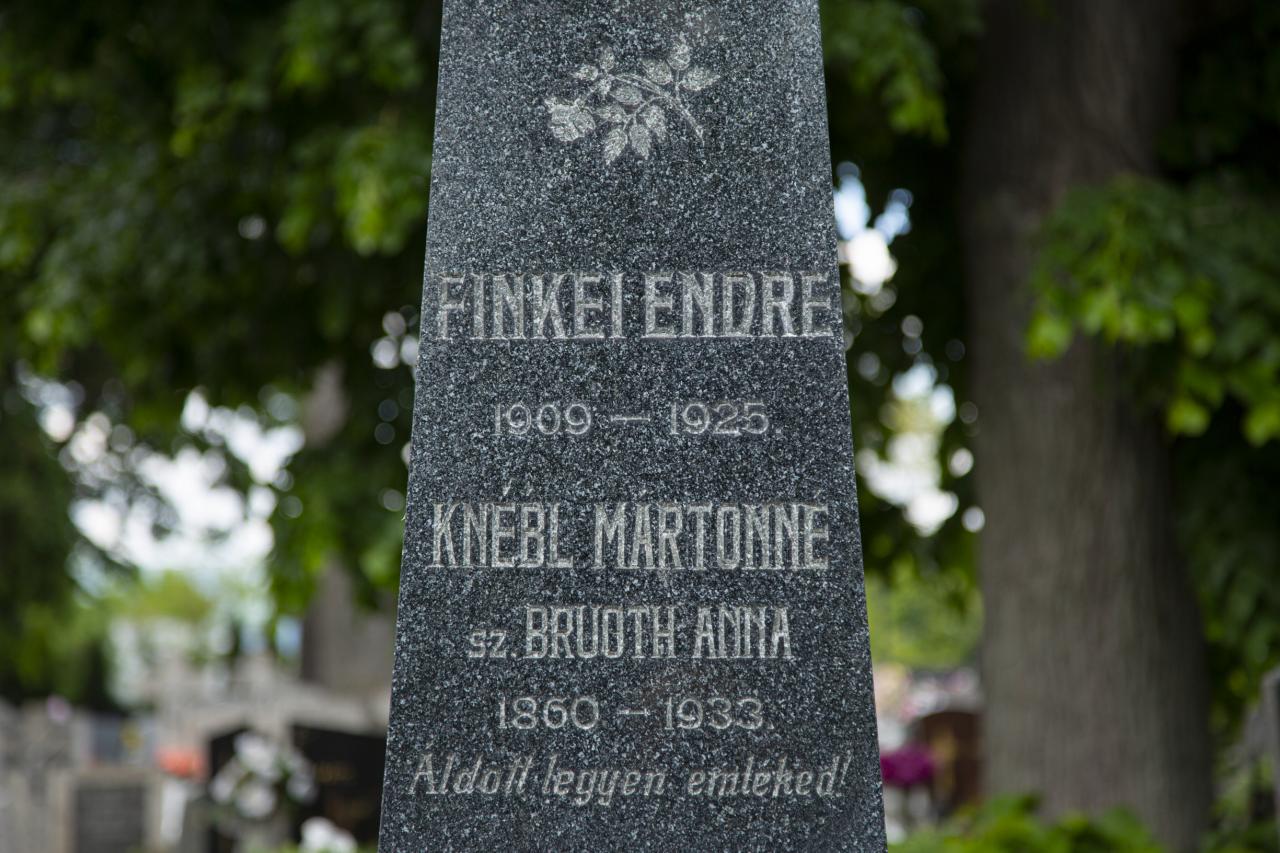 FINKEI ENDRE
1909 – 1925.
KNÉBL MÁRTONNÉ
sz. BRUOTH ANNA
1860 – 1933.
Áldott legyen emléked!